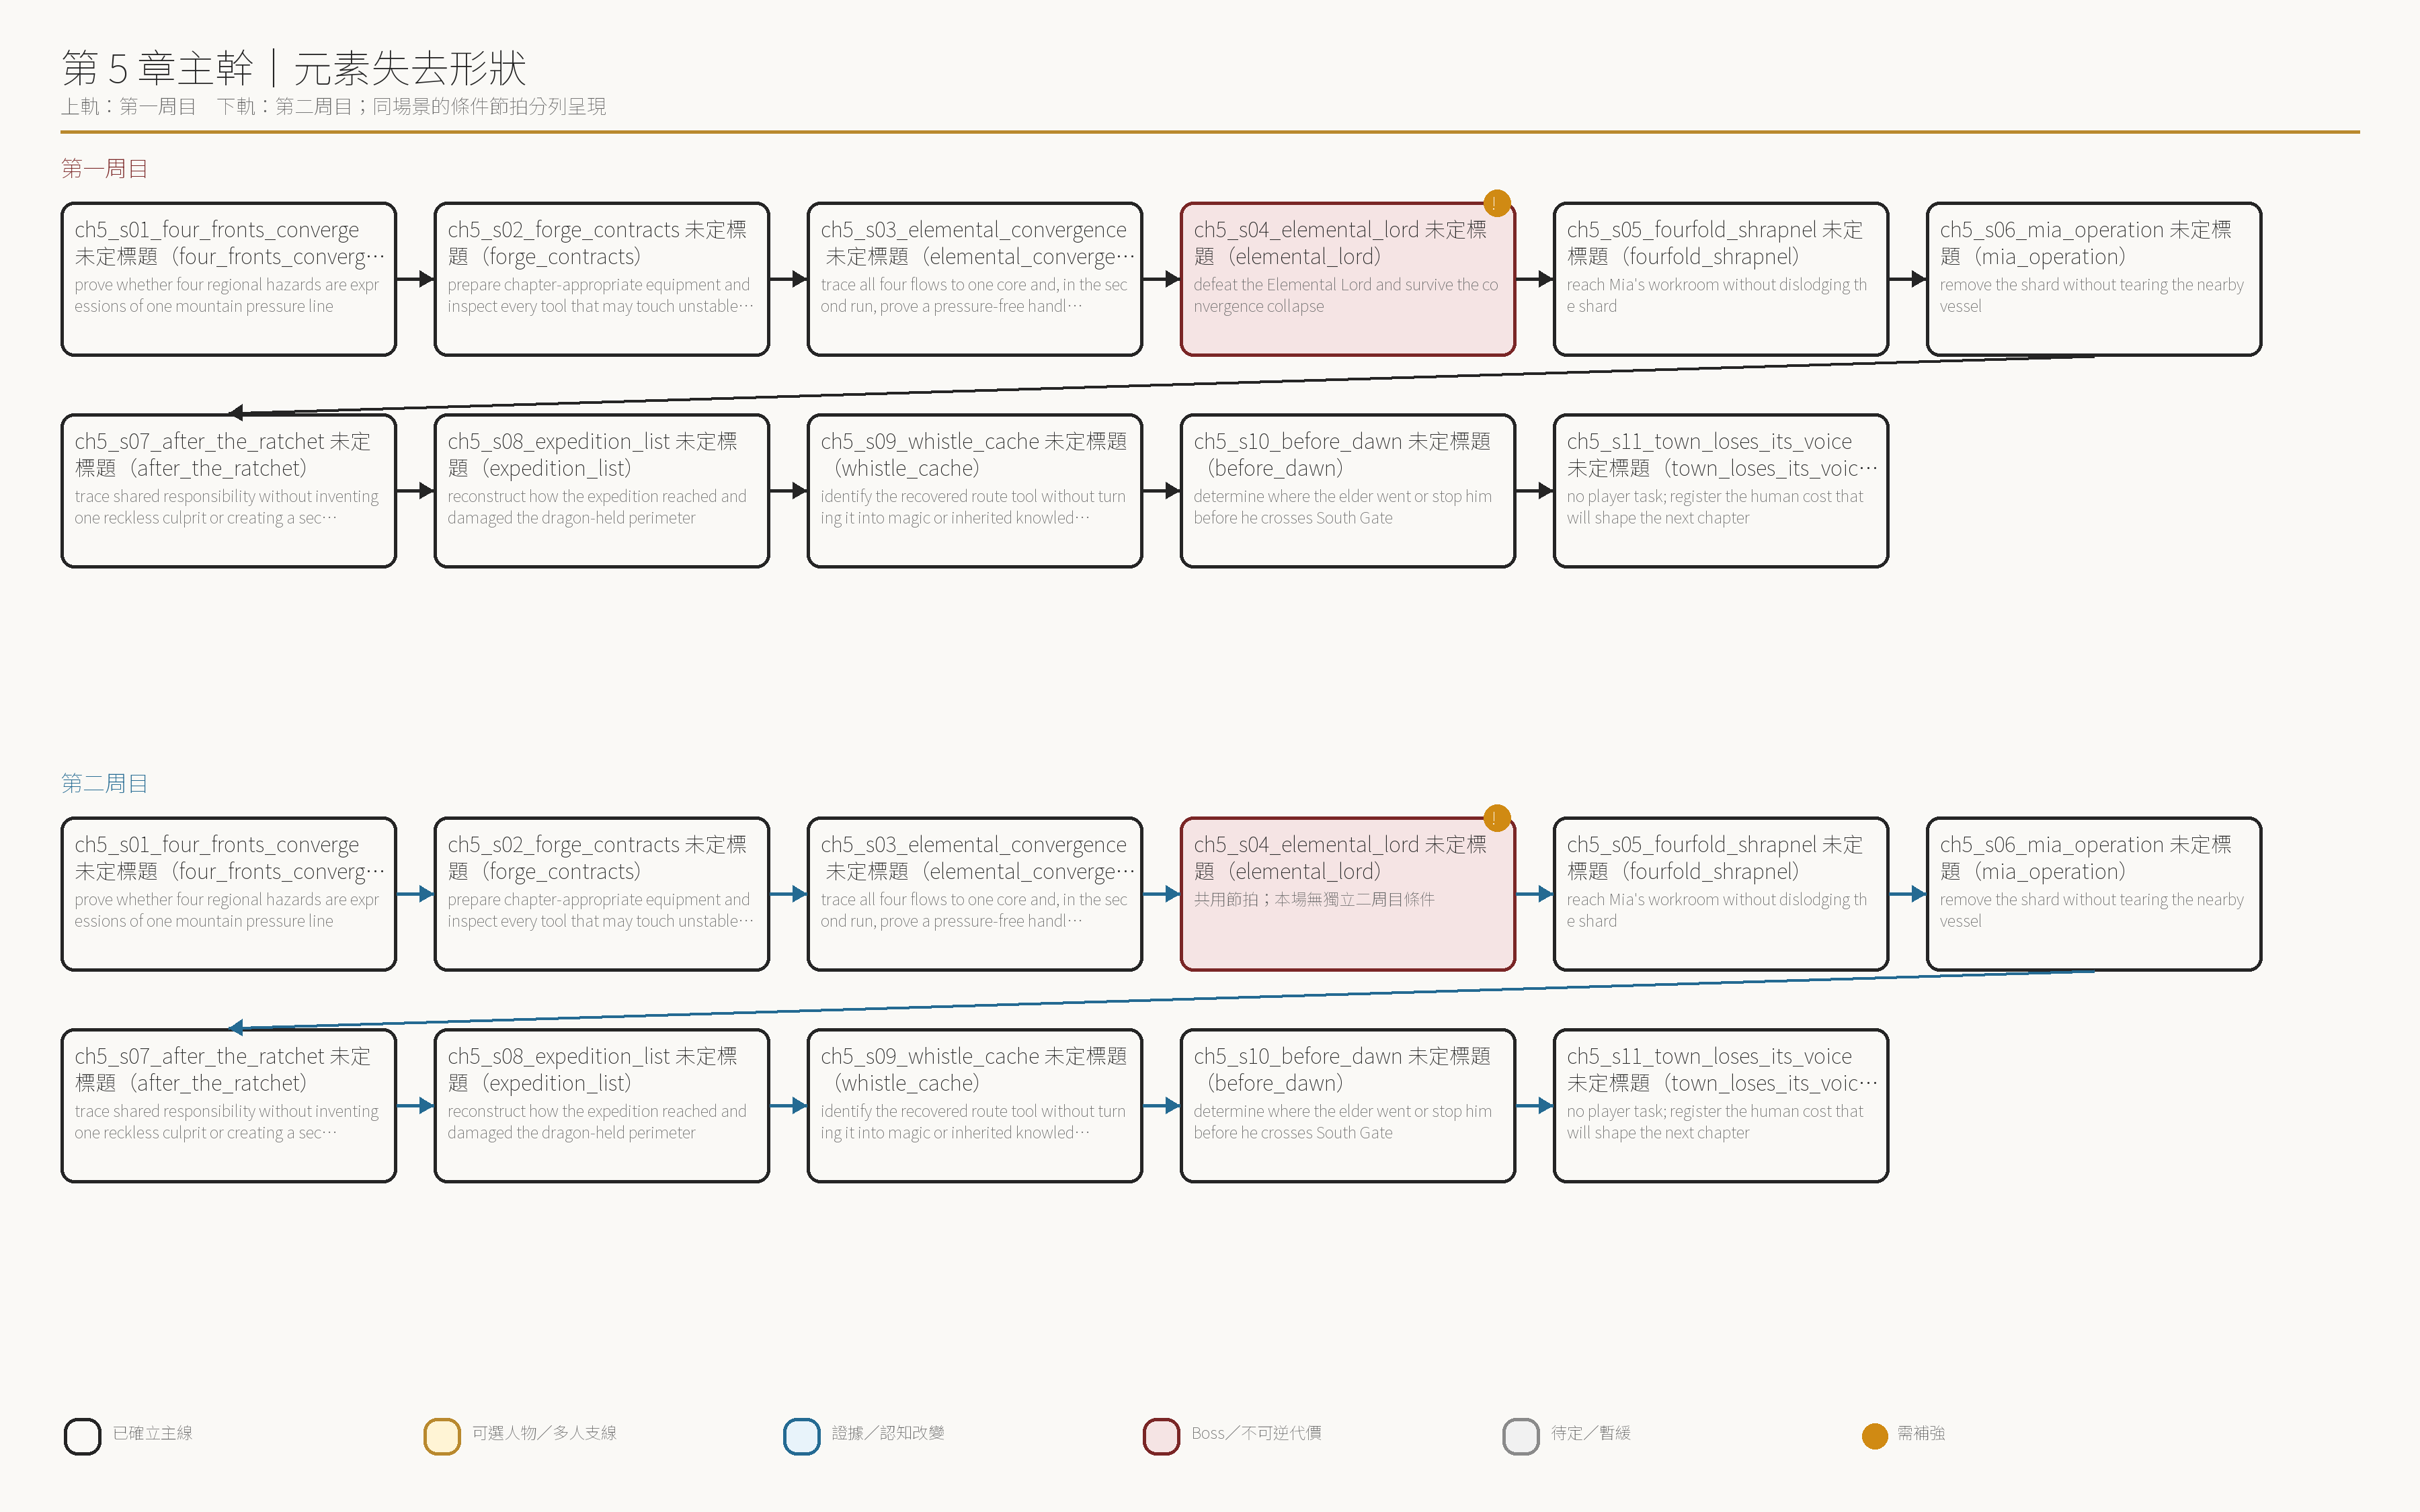 第 5 章主幹｜元素失去形狀
上軌：第一周目　下軌：第二周目；同場景的條件節拍分列呈現
第一周目
ch5_s01_four_fronts_converge
未定標題（four_fronts_converg…
prove whether four regional hazards are expr
essions of one mountain pressure line
ch5_s02_forge_contracts 未定標
題（forge_contracts）
prepare chapter-appropriate equipment and
inspect every tool that may touch unstable…
ch5_s03_elemental_convergence
未定標題（elemental_converge…
trace all four flows to one core and, in the sec
ond run, prove a pressure-free handl…
!
ch5_s04_elemental_lord 未定標
題（elemental_lord）
defeat the Elemental Lord and survive the co
nvergence collapse
ch5_s05_fourfold_shrapnel 未定
標題（fourfold_shrapnel）
reach Mia's workroom without dislodging th
e shard
ch5_s06_mia_operation 未定標
題（mia_operation）
remove the shard without tearing the nearby
vessel
ch5_s07_after_the_ratchet 未定
標題（after_the_ratchet）
trace shared responsibility without inventing
one reckless culprit or creating a sec…
ch5_s08_expedition_list 未定標
題（expedition_list）
reconstruct how the expedition reached and
damaged the dragon-held perimeter
ch5_s09_whistle_cache 未定標題
（whistle_cache）
identify the recovered route tool without turn
ing it into magic or inherited knowled…
ch5_s10_before_dawn 未定標題
（before_dawn）
determine where the elder went or stop him
before he crosses South Gate
ch5_s11_town_loses_its_voice
未定標題（town_loses_its_voic…
no player task; register the human cost that
will shape the next chapter
第二周目
ch5_s01_four_fronts_converge
未定標題（four_fronts_converg…
prove whether four regional hazards are expr
essions of one mountain pressure line
ch5_s02_forge_contracts 未定標
題（forge_contracts）
prepare chapter-appropriate equipment and
inspect every tool that may touch unstable…
ch5_s03_elemental_convergence
未定標題（elemental_converge…
trace all four flows to one core and, in the sec
ond run, prove a pressure-free handl…
!
ch5_s04_elemental_lord 未定標
題（elemental_lord）
共用節拍；本場無獨立二周目條件
ch5_s05_fourfold_shrapnel 未定
標題（fourfold_shrapnel）
reach Mia's workroom without dislodging th
e shard
ch5_s06_mia_operation 未定標
題（mia_operation）
remove the shard without tearing the nearby
vessel
ch5_s07_after_the_ratchet 未定
標題（after_the_ratchet）
trace shared responsibility without inventing
one reckless culprit or creating a sec…
ch5_s08_expedition_list 未定標
題（expedition_list）
reconstruct how the expedition reached and
damaged the dragon-held perimeter
ch5_s09_whistle_cache 未定標題
（whistle_cache）
identify the recovered route tool without turn
ing it into magic or inherited knowled…
ch5_s10_before_dawn 未定標題
（before_dawn）
determine where the elder went or stop him
before he crosses South Gate
ch5_s11_town_loses_its_voice
未定標題（town_loses_its_voic…
no player task; register the human cost that
will shape the next chapter
已確立主線
可選人物／多人支線
證據／認知改變
Boss／不可逆代價
待定／暫緩
需補強